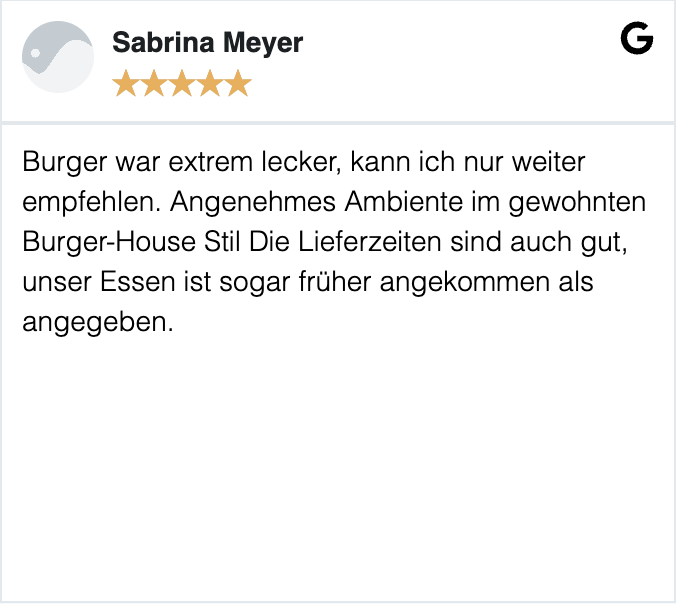 Sabrina Meyer
Burger war extrem lecker, kann ich nur weiter
empfehlen. Angenehmes Ambiente im gewohnten
Burger-House Stil Die Lieferzeiten sind auch gut,
unser Essen ist sogar früher angekommen als
angegeben.